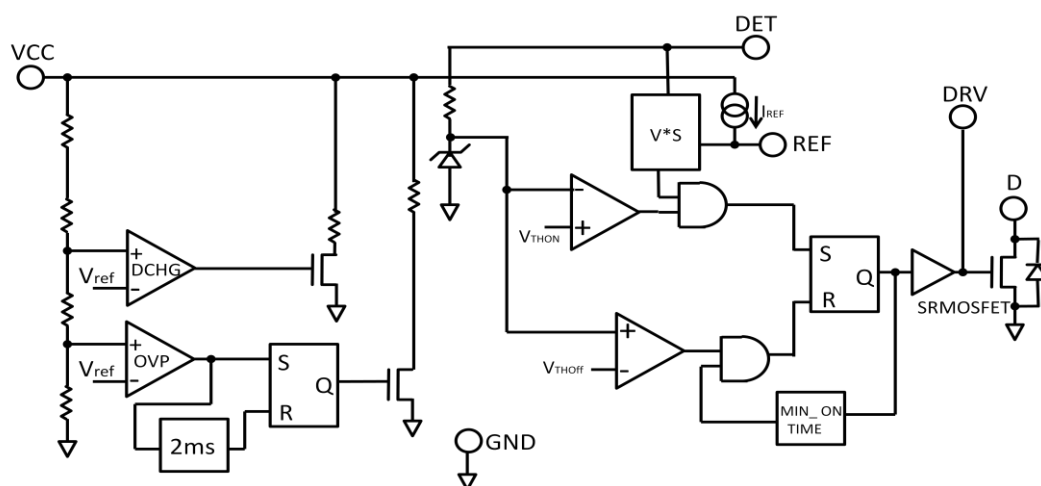 VCC
DET
DRV
IREF
V*S
REF
D
VTHON
-
+
DCHG
+
-
Vref
S
Q
R
SRMOSFET
OVP
+
-
Vref
S
Q
R
2ms
+
-
VTHOff
MIN_ON
TIME
GND